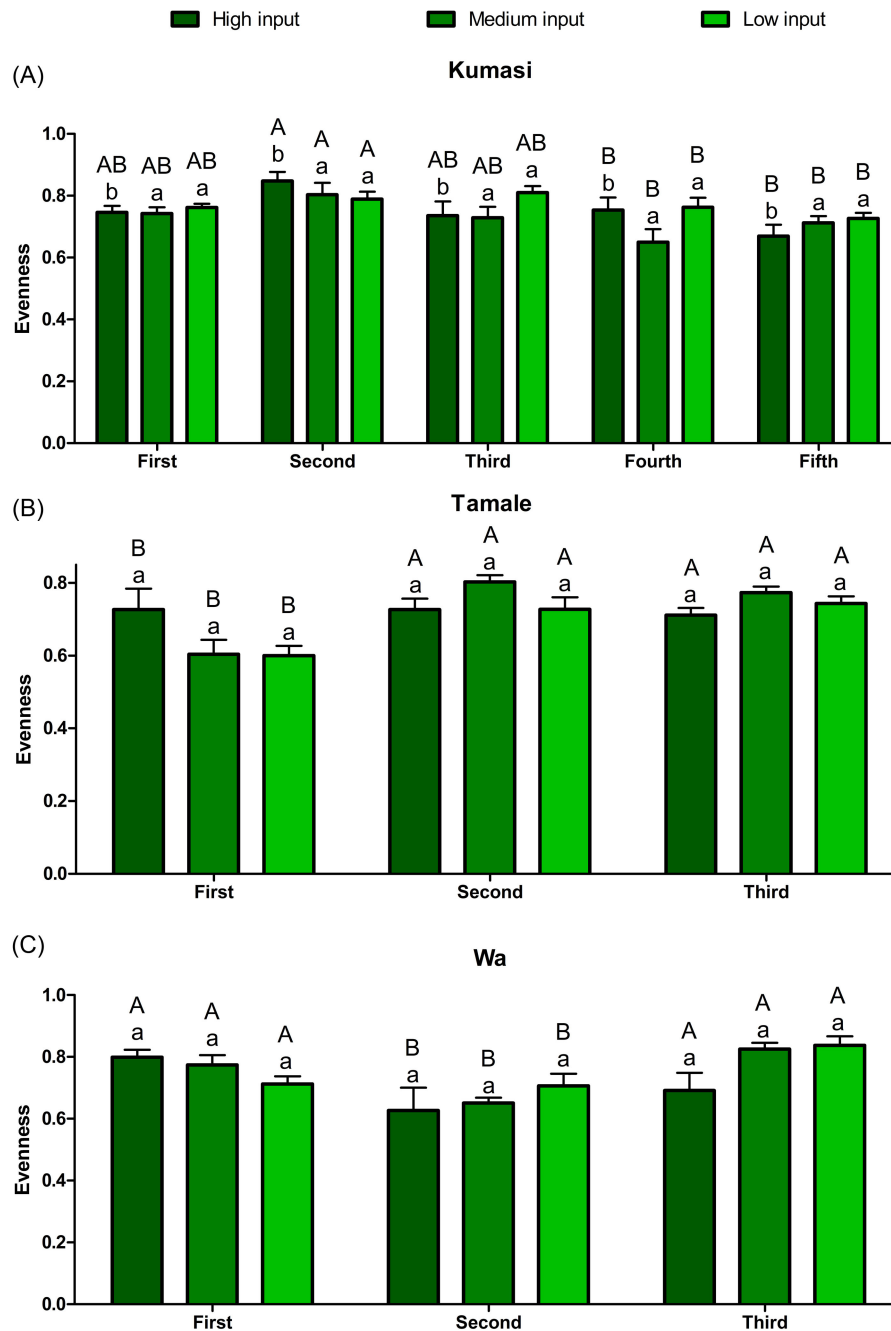 High input Medium input Low input
(A)
Kumasi
A
A A
AB AB AB b AB AB AB B B B B B
b a a a a b a a b B a B a a
b a
1.0
0.8
0.6
0.4
0.2
0.0
Evenness
First Second Third Fourth Fifth
(B)
Tamale
B A A A A A A
a B B a a a a a a
a a
0.8
0.6
0.4
0.2
0.0
Evenness
First Second Third
(C)
Wa
A A A B B B A A A
a a a a a a a a a
1.0
0.8
0.6
0.4
0.2
0.0
Evenness
First Second Third